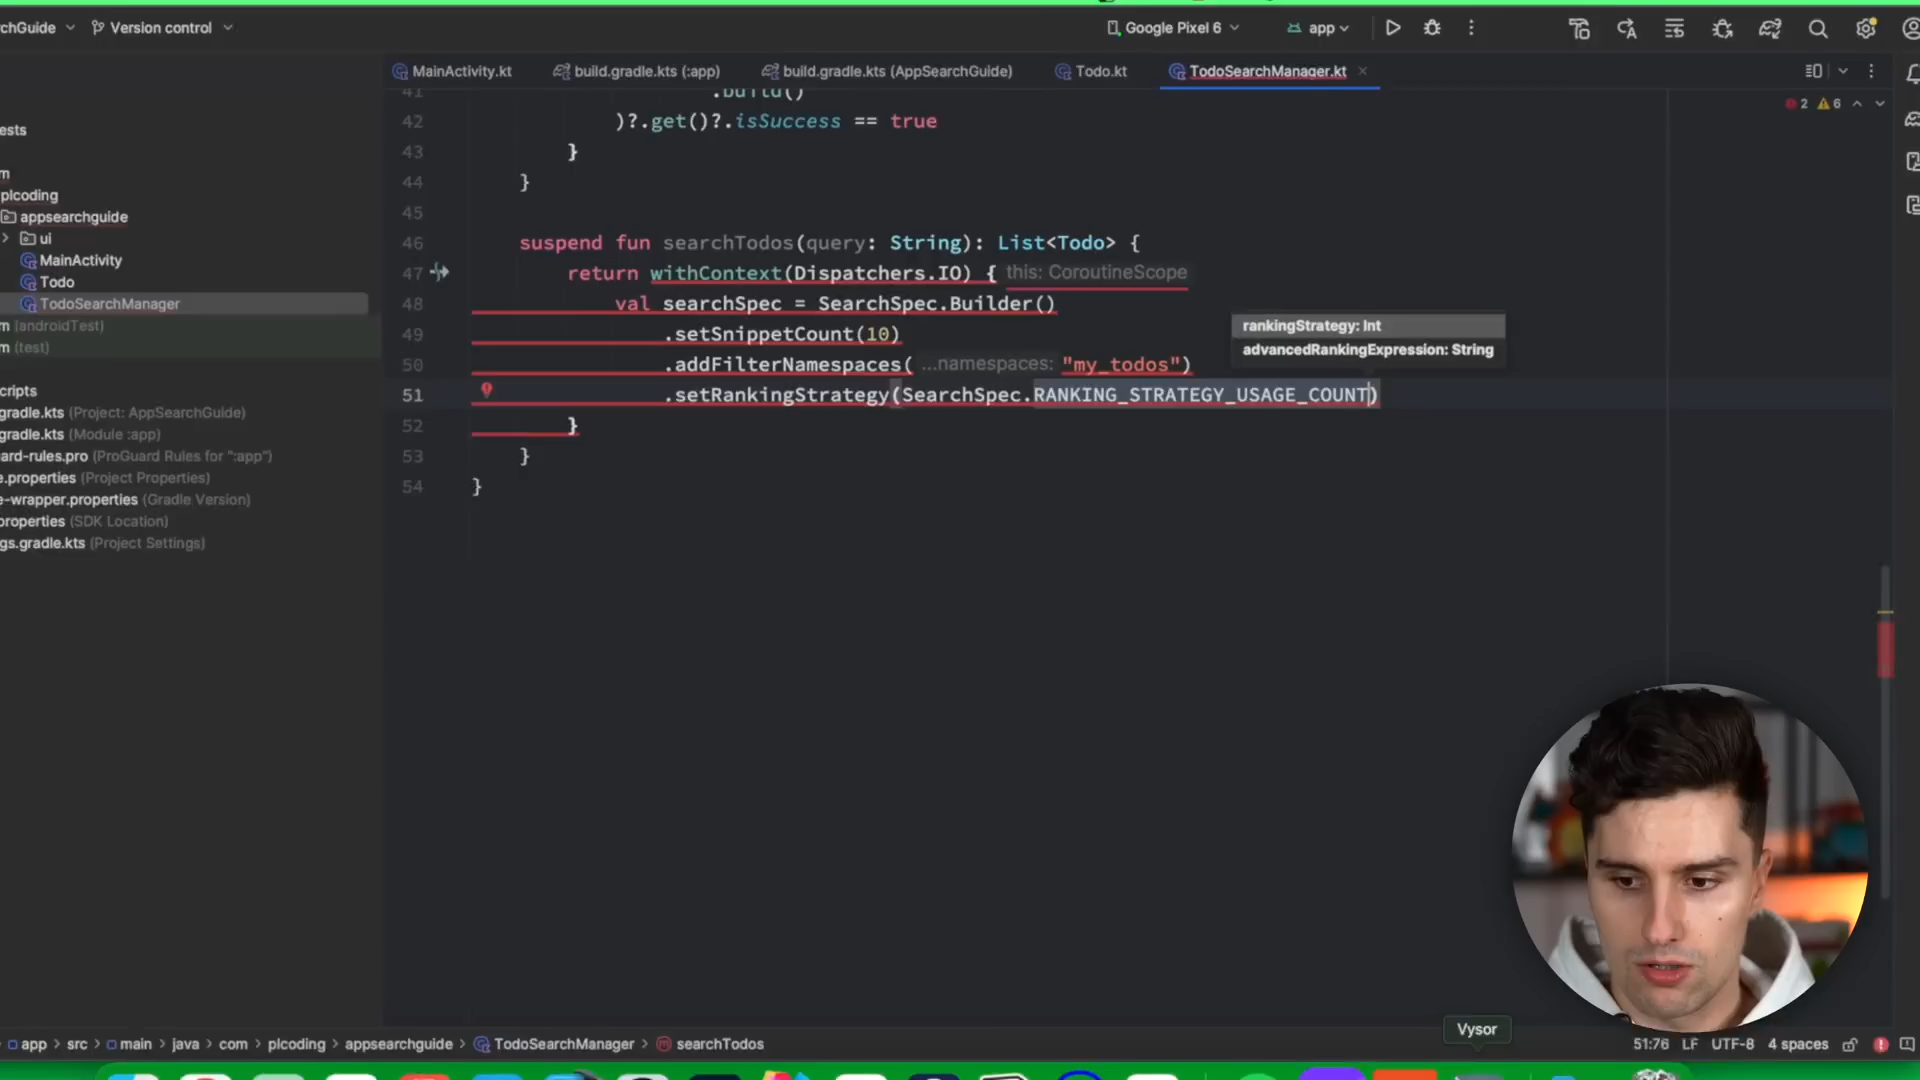 rchGuide
Version control
Google Pixel 6
app
MainActivity.kt
build.gradle.kts (:app)
build.gradle.kts (AppSearchGuide)
Todo.kt
TodoSearchManager.kt
2
6
ests
m
plcoding
appsearchguide
ui
MainActivity
Todo
TodoSearchManager
m (androidTest)
m (test)
cripts
gradle.kts (Project: AppSearchGuide)
gradle.kts (Module :app)
ard-rules.pro (ProGuard Rules for ":app")
e.properties (Project Properties)
e-wrapper.properties (Gradle Version)
properties (SDK Location)
gs.gradle.kts (Project Settings)
41 .build()
42 )?.get()?.isSuccess == true
43 }
44 }
45
46 suspend fun searchTodos(query: String): List<Todo> {
47 return withContext(Dispatchers.IO) { this: CoroutineScope
48 val searchSpec = SearchSpec.Builder()
49 .setSnippetCount(10)
50 .addFilterNamespaces( ...namespaces: "my_todos")
51 .setRankingStrategy(SearchSpec.RANKING_STRATEGY_USAGE_COUNT)
52 }
53 }
54 }
rankingStrategy: Int
advancedRankingExpression: String
Vysor
app > src > main > java > com > plcoding > appsearchguide > TodoSearchManager > searchTodos
51:76 LF UTF-8 4 spaces